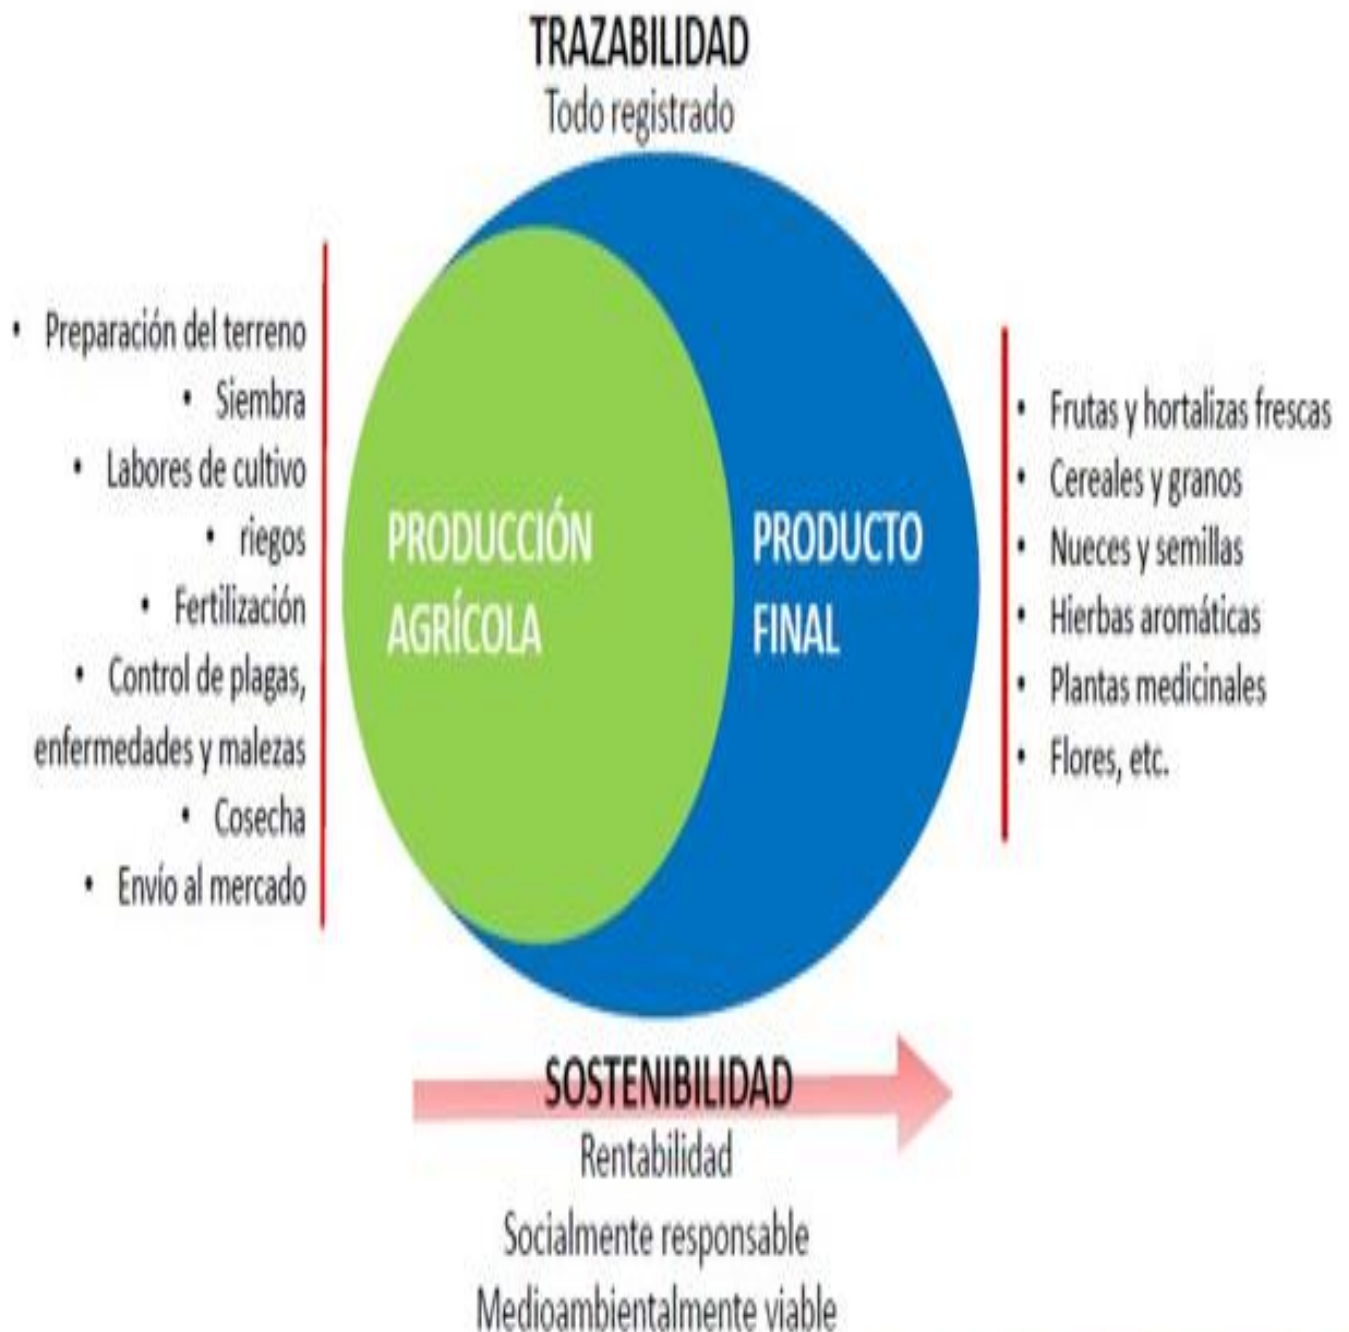 TRAZABILIDAD
Todo registrado
• Preparación del terreno
• Siembra
• Labores de cultivo
• riegos
• Fertilización
• Control de plagas,
enfermedades y malezas
• Cosecha
• Envío al mercado
PRODUCCIÓN
AGRÍCOLA
PRODUCTO
FINAL
• Frutas y hortalizas frescas
• Cereales y granos
• Nueces y semillas
• Hierbas aromáticas
• Plantas medicinales
• Flores, etc.
SOSTENIBILIDAD
Rentabilidad
Socialmente responsable
Medioambientalmente viable